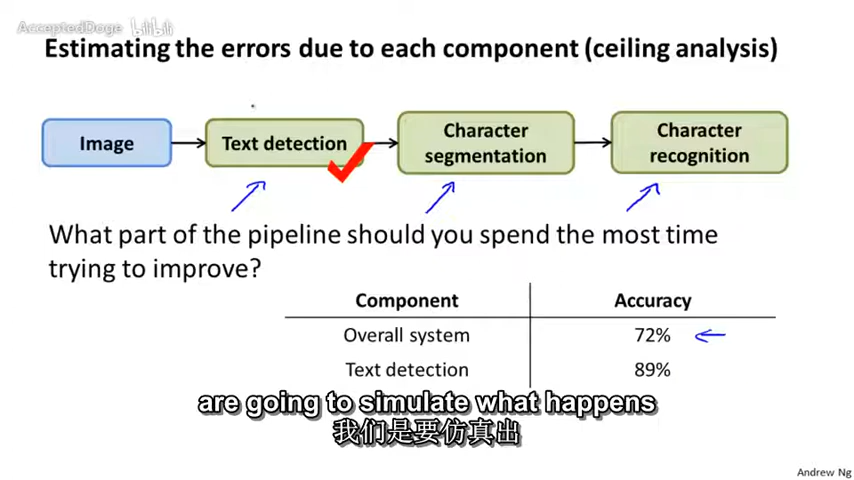 AcceptedDoge bilibili
Estimating the errors due to each component (ceiling analysis)
Image
Text detection
Character
segmentation
Character
recognition
What part of the pipeline should you spend the most time
trying to improve?
Component Accuracy
Overall system 72%
Text detection 89%
are going to simulate what happens
我们是要仿真出
Andrew Ng